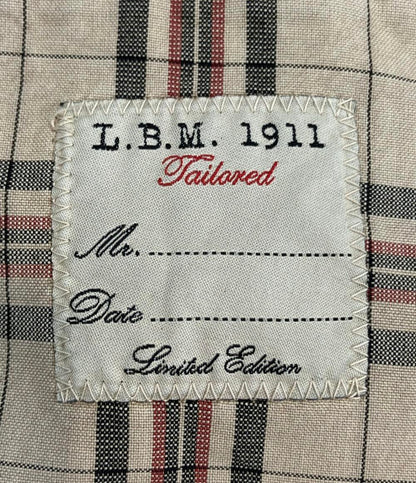 L.B.M. 1911
Tailored
Mr. ........................................
Date ........................................
Limited Edition